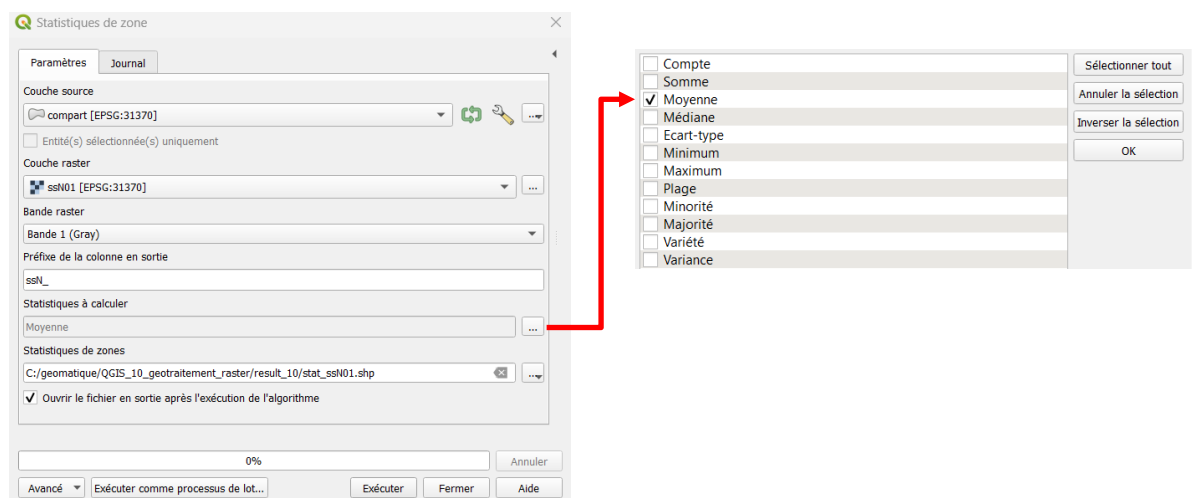 Statistiques de zone
Paramètres
Journal
Couche source
compart [EPSG:31370]
...
Entité(s) sélectionnée(s) uniquement
Couche raster
ssN01 [EPSG:31370]
...
Bande raster
Bande 1 (Gray)
Préfixe de la colonne en sortie
ssN_
Statistiques à calculer
Moyenne
...
Statistiques de zones
C:/geomatique/QGIS_10_geotraitement_raster/result_10/stat_ssN01.shp
...
Ouvrir le fichier en sortie après l'exécution de l'algorithme
0%
Annuler
Avancé
Exécuter comme processus de lot...
Exécuter
Fermer
Aide
Compte
Somme
Moyenne
Médiane
Ecart-type
Minimum
Maximum
Plage
Minorité
Majorité
Variété
Variance
Sélectionner tout
Annuler la sélection
Inverser la sélection
OK